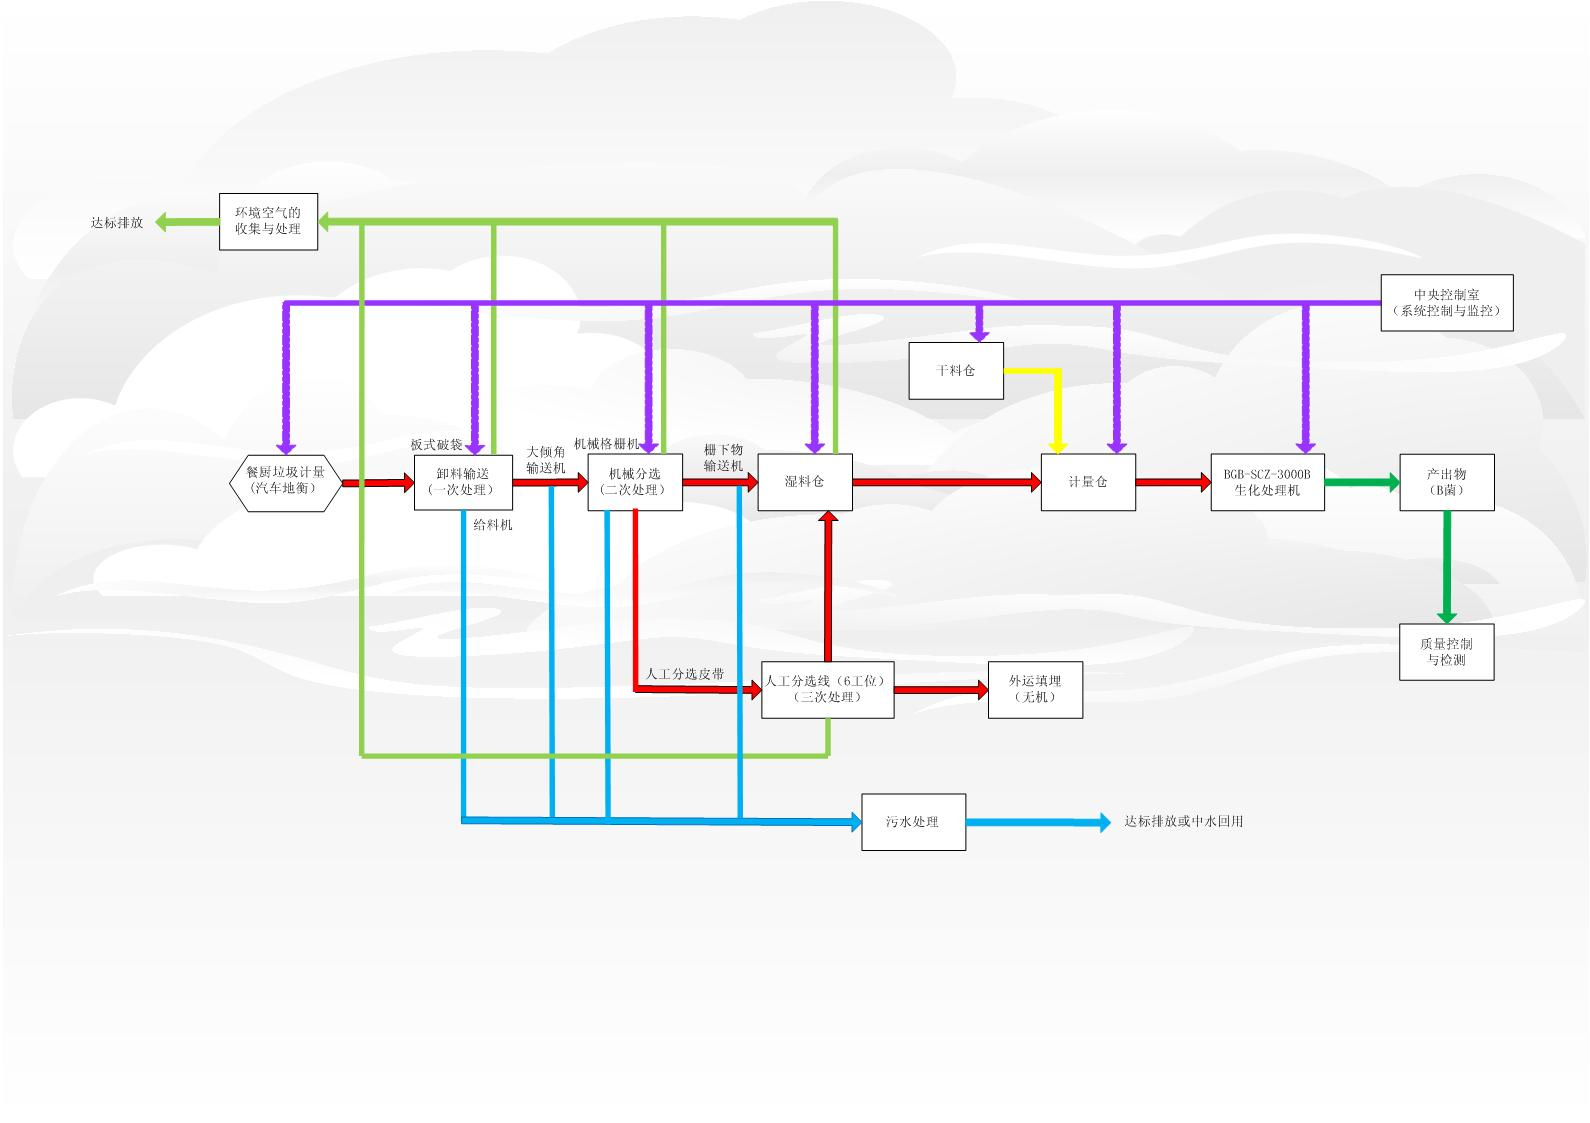 环境空气的
收集与处理
达标排放
中央控制室
（系统控制与监控）
干料仓
板式破袋
大倾角
输送机
机械格栅机
栅下物
输送机
餐厨垃圾计量
（汽车地衡）
卸料输送
（一次处理）
机械分选
（二次处理）
湿料仓
计量仓
BGB-SCZ-3000B
生化处理机
产出物
（B菌）
给料机
质量控制
与检测
人工分选皮带
人工分选线（6工位）
（三次处理）
外运填埋
（无机）
污水处理
达标排放或中水回用